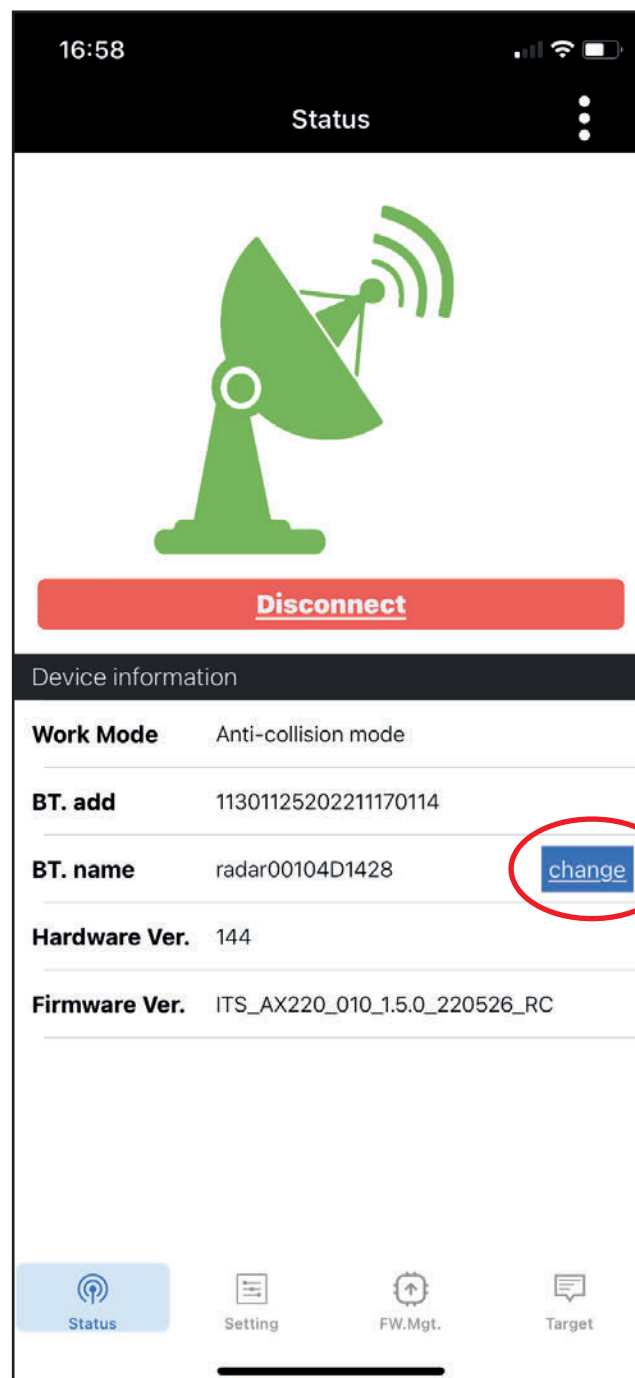 16:58
Status
Disconnect
Device information
Work Mode Anti-collision mode
BT. add 11301125202211170114
BT. name radar00104D1428 change
Hardware Ver. 144
Firmware Ver. ITS_AX220_010_1.5.0_220526_RC
Status Setting FW.Mgt. Target